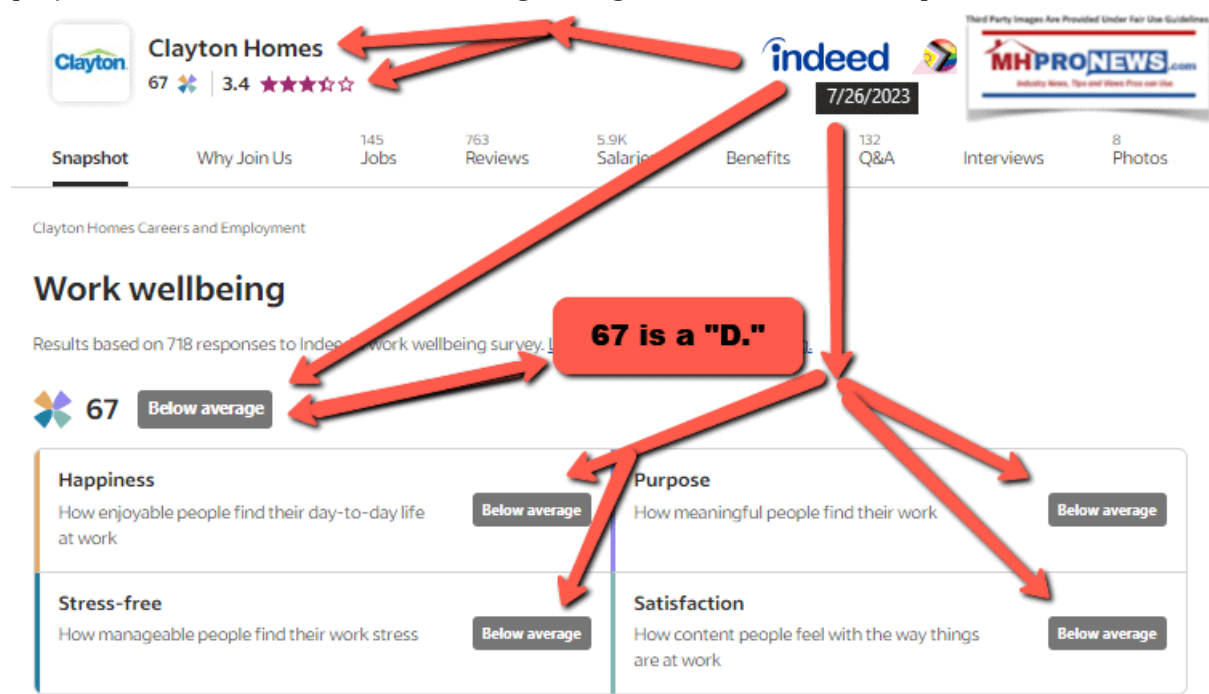 Third Party Images Are Provided Under Fair Use Guidelines
Clayton
Clayton Homes
67 3.4
indeed
7/26/2023
MHPRONEWS.com
Industry News, Tips and Views Pros can Use
Snapshot
Why Join Us
145
Jobs
763
Reviews
5.9K
Salaries
Benefits
132
Q&A
Interviews
8
Photos
Clayton Homes Careers and Employment
Work wellbeing
Results based on 718 responses to Indeed's work wellbeing survey.
67 is a "D."
67 Below average
Happiness
How enjoyable people find their day-to-day life
at work
Below average
Purpose
How meaningful people find their work
Below average
Stress-free
How manageable people find their work stress
Below average
Satisfaction
How content people feel with the way things
are at work
Below average